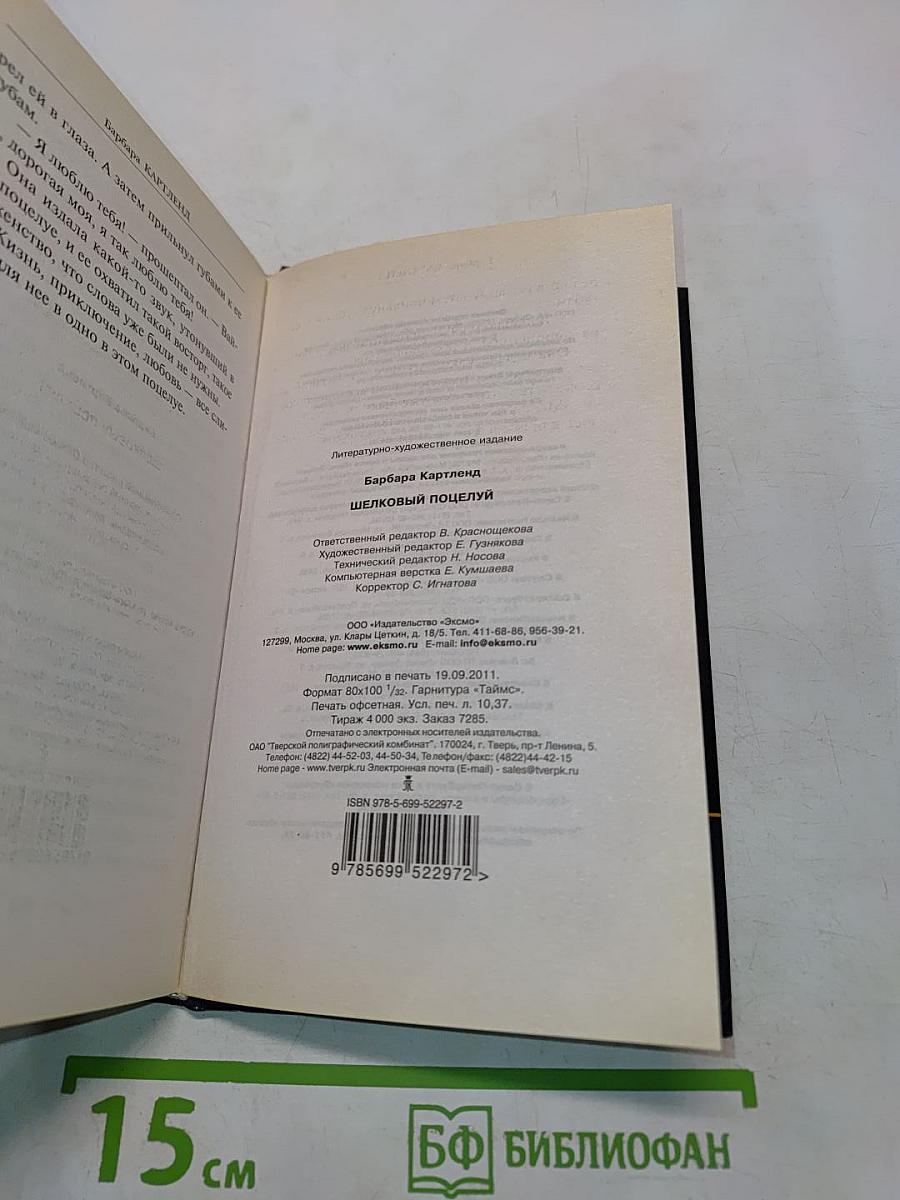 Барбара КАРТЛЕНД
рел ей в глаза. А затем прильнул губами к ее
губам.
— Я люблю тебя! — прошептал он. — Вай-
дорогая моя, я так люблю тебя!
Она издала какой-то звук, утонувший в
поцелуе, и ее охватил такой восторг, такое
женство, что слова уже были не нужны.
Жизнь, приключение, любовь — все сли-
для нее в одно в этом поцелуе.
Литературно-художественное издание
Барбара Картленд
ШЕЛКОВЫЙ ПОЦЕЛУЙ
Ответственный редактор В. Краснощекова
Художественный редактор Е. Гузнякова
Технический редактор Н. Носова
Компьютерная верстка Е. Кумшаева
Корректор С. Игнатова
ООО «Издательство «Эксмо»
127299, Москва, ул. Клары Цеткин, д. 18/5. Тел. 411-68-86, 956-39-21.
Home page: www.eksmo.ru E-mail: info@eksmo.ru
Подписано в печать 19.09.2011.
Формат 80x100 1/32. Гарнитура «Таймс».
Печать офсетная. Усл. печ. л. 10,37.
Тираж 4 000 экз. Заказ 7285.
Отпечатано с электронных носителей издательства.
ОАО "Тверской полиграфический комбинат". 170024, г. Тверь, пр-т Ленина, 5.
Телефон: (4822) 44-52-03, 44-50-34, Телефон/факс: (4822)44-42-15
Home page - www.tverpk.ru Электронная почта (E-mail) - sales@tverpk.ru
ISBN 978-5-699-52297-2
9 785699 522972 >
15 см
БФ БИБЛИОФАН